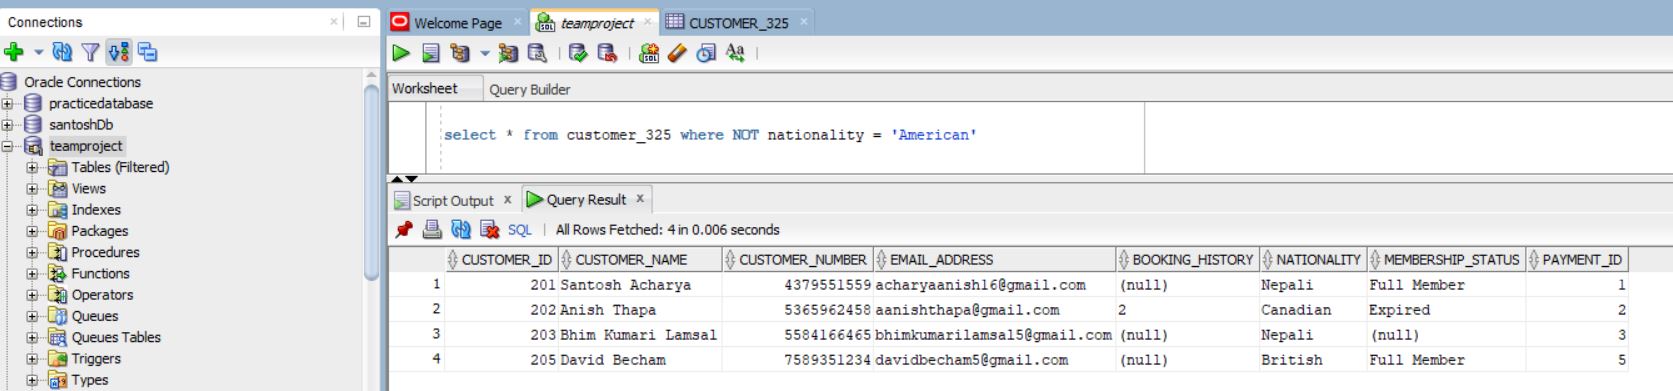 Connections
Oracle Connections
practicedatabase
santoshDb
teamproject
Tables (Filtered)
Views
Indexes
Packages
Procedures
Functions
Operators
Queues
Queues Tables
Triggers
Types
Welcome Page teamproject CUSTOMER_325
Worksheet Query Builder
select * from customer_325 where NOT nationality = 'American'
Script Output x Query Result x
SQL | All Rows Fetched: 4 in 0.006 seconds
CUSTOMER_ID CUSTOMER_NAME CUSTOMER_NUMBER EMAIL_ADDRESS BOOKING_HISTORY NATIONALITY MEMBERSHIP_STATUS PAYMENT_ID
1 201 Santosh Acharya 4379551559 acharyaanish16@gmail.com (null) Nepali Full Member 1
2 202 Anish Thapa 5365962458 aanishthapa@gmail.com 2 Canadian Expired 2
3 203 Bhim Kumari Lamsal 5584166465 bhimkumarilamsal5@gmail.com (null) Nepali (null) 3
4 205 David Becham 7589351234 davidbecham5@gmail.com (null) British Full Member 5